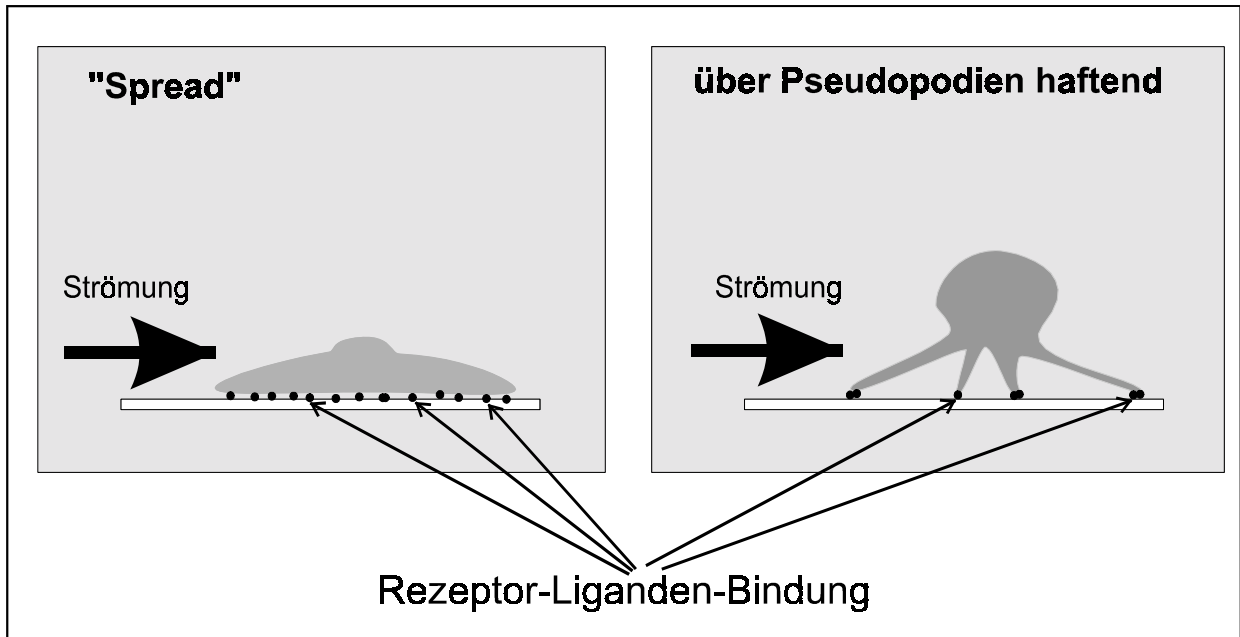 "Spread"
über Pseudopodien haftend
Strömung
Strömung
Rezeptor-Liganden-Bindung